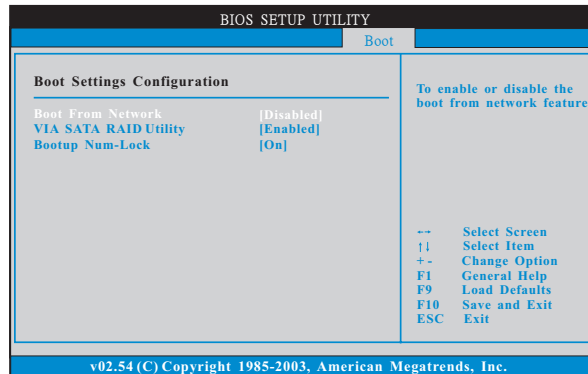 BIOS SETUP UTILITY
Boot
Boot Settings Configuration
Boot From Network [Disabled]
VIA SATA RAID Utility [Enabled]
Bootup Num-Lock [On]
To enable or disable the
boot from network feature
←→ Select Screen
↑↓ Select Item
+ - Change Option
F1 General Help
F9 Load Defaults
F10 Save and Exit
ESC Exit
v02.54 (C) Copyright 1985-2003, American Megatrends, Inc.